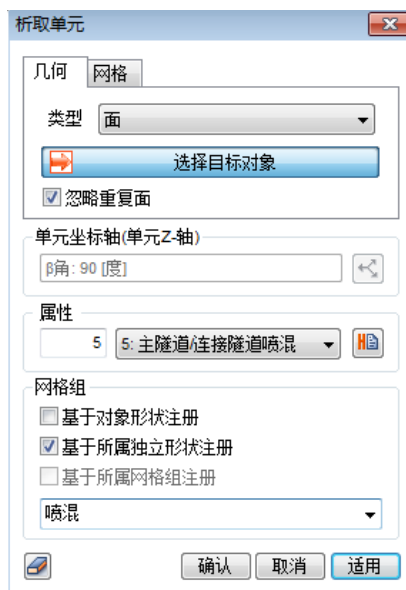 析取单元
几何 网格
类型 面
选择目标对象
忽略重复面
单元坐标轴(单元Z-轴)
β角: 90 [度]
属性
5 5: 主隧道/连接隧道喷混
网格组
基于对象形状注册
基于所属独立形状注册
基于所属网格组注册
喷混
确认 取消 适用